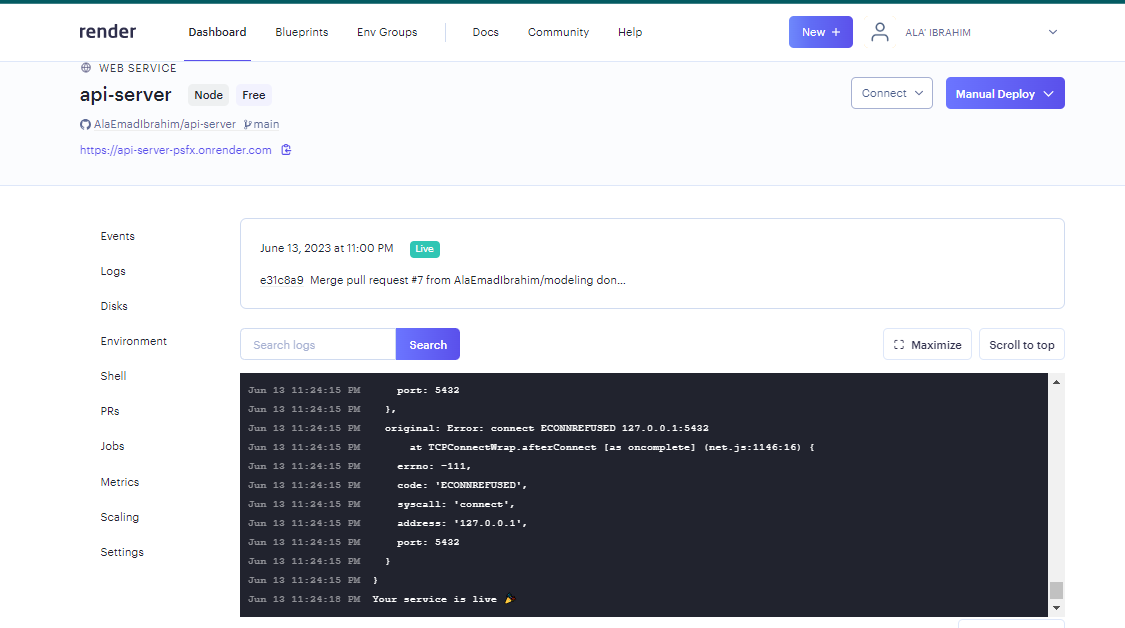 render Dashboard Blueprints Env Groups Docs Community Help New + ALA' IBRAHIM
WEB SERVICE
api-server Node Free Connect Manual Deploy
AlaEmadIbrahim/api-server main
https://api-server-psfx.onrender.com
Events
Logs
Disks
Environment
Shell
PRs
Jobs
Metrics
Scaling
Settings
June 13, 2023 at 11:00 PM Live
e31c8a9 Merge pull request #7 from AlaEmadIbrahim/modeling don...
Search logs Search Maximize Scroll to top
Jun 13 11:24:15 PM port: 5432
Jun 13 11:24:15 PM },
Jun 13 11:24:15 PM original: Error: connect ECONNREFUSED 127.0.0.1:5432
Jun 13 11:24:15 PM at TCPConnectWrap.afterConnect [as oncomplete] (net.js:1146:16) {
Jun 13 11:24:15 PM errno: -111,
Jun 13 11:24:15 PM code: 'ECONNREFUSED',
Jun 13 11:24:15 PM syscall: 'connect',
Jun 13 11:24:15 PM address: '127.0.0.1',
Jun 13 11:24:15 PM port: 5432
Jun 13 11:24:15 PM }
Jun 13 11:24:15 PM }
Jun 13 11:24:18 PM Your service is live 🎉